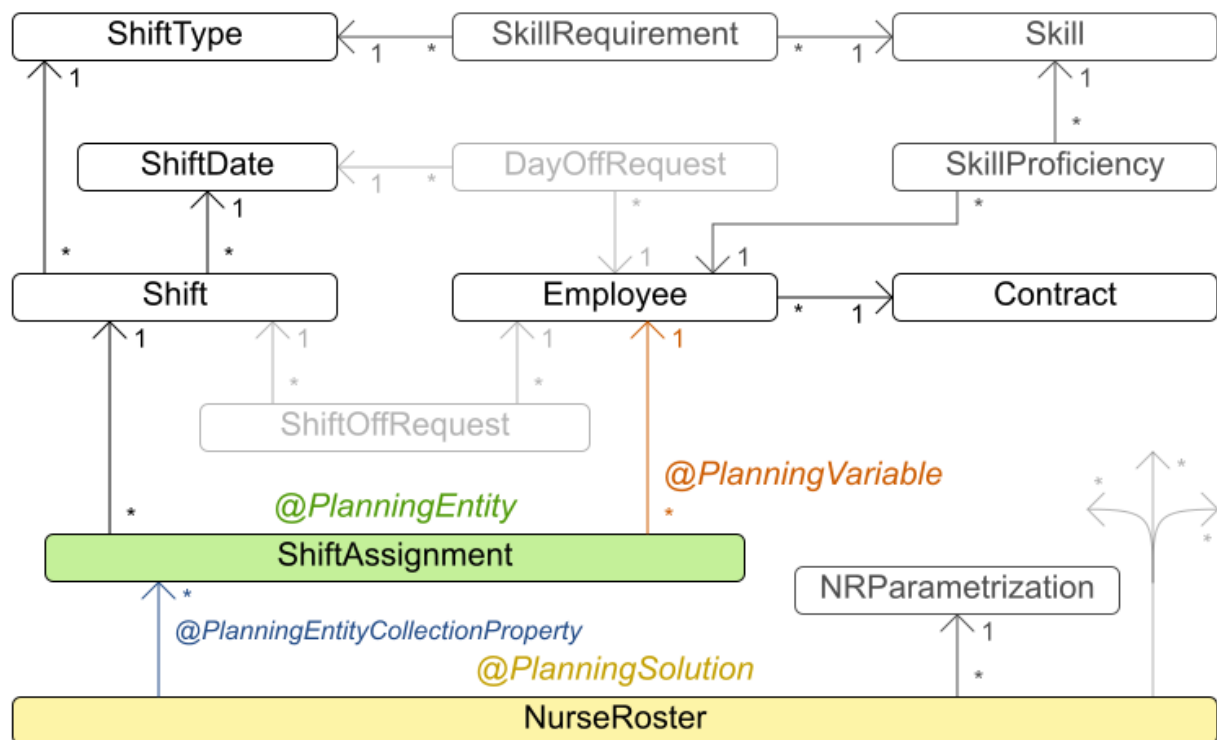 ShiftType
1
*
SkillRequirement
*
1
Skill
1
1
*
ShiftDate
1
*
DayOffRequest
SkillProficiency
1
*
*
*
*
1
1
Shift
Employee
*
1
Contract
1
1
1
1
*
*
ShiftOffRequest
@PlanningVariable
*
*
@PlanningEntity
*
*
*
ShiftAssignment
*
@PlanningEntityCollectionProperty
NRParametrization
1
@PlanningSolution
*
NurseRoster